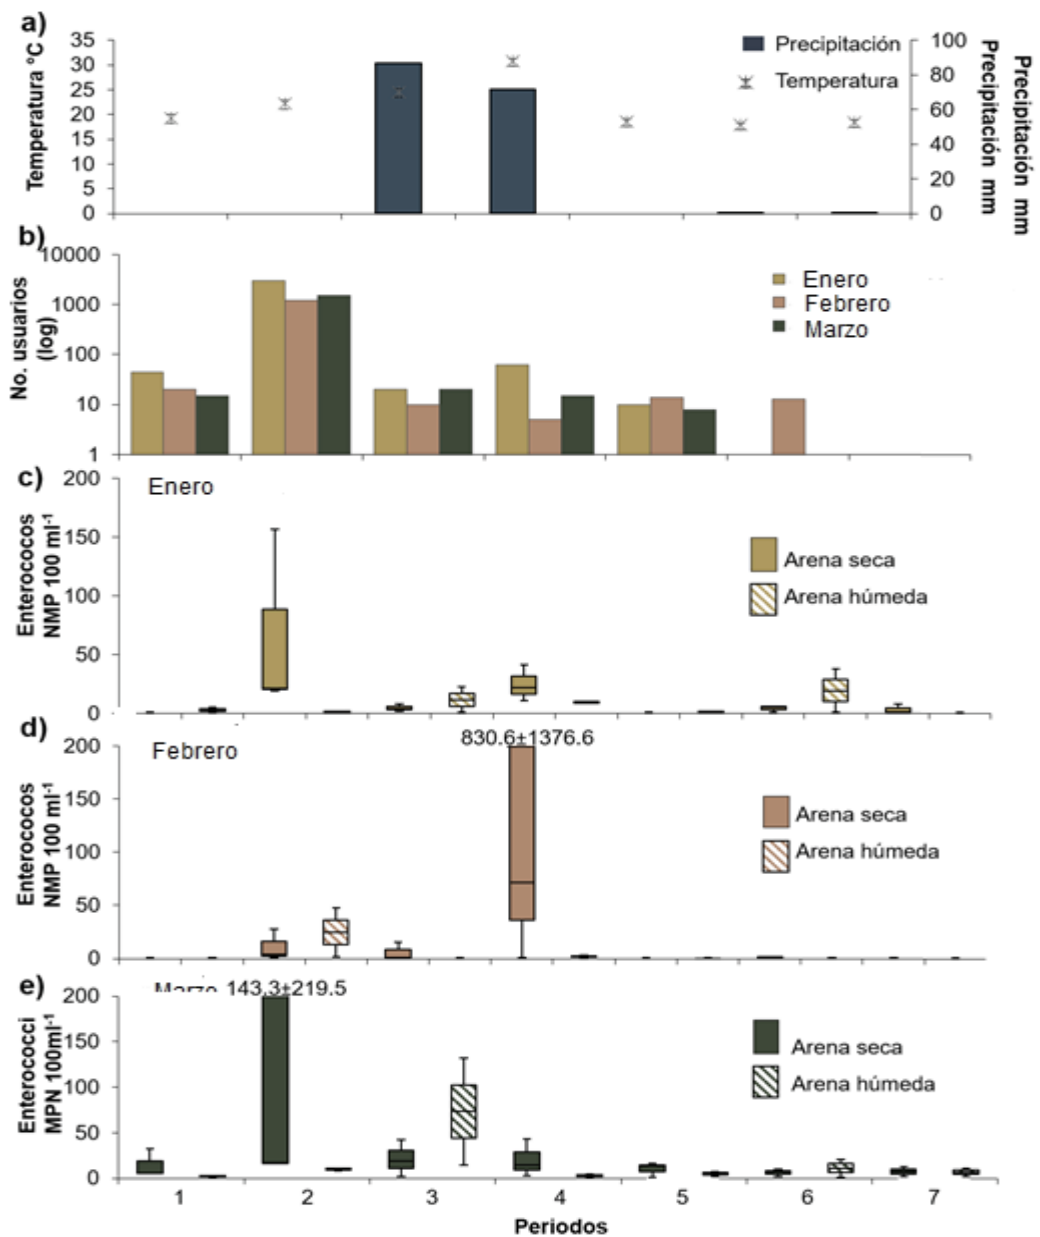 a)
Temperatura °C
35
30
25
20
15
10
5
0
Precipitación
Temperatura
100
80
60
40
20
0
Precipitación mm
Precipitación mm
b)
No. usuarios
(log)
10000
1000
100
10
1
Enero
Febrero
Marzo
c)
Enterococos
NMP 100 ml-1
200
150
100
50
0
Enero
Arena seca
Arena húmeda
d)
Enterococos
NMP 100 ml-1
200
150
100
50
0
Febrero
830.6±1376.6
Arena seca
Arena húmeda
e)
Enterococci
MPN 100ml-1
200
150
100
50
0
Marzo 143.3±219.5
Arena seca
Arena húmeda
1 2 3 4 5 6 7
Periodos